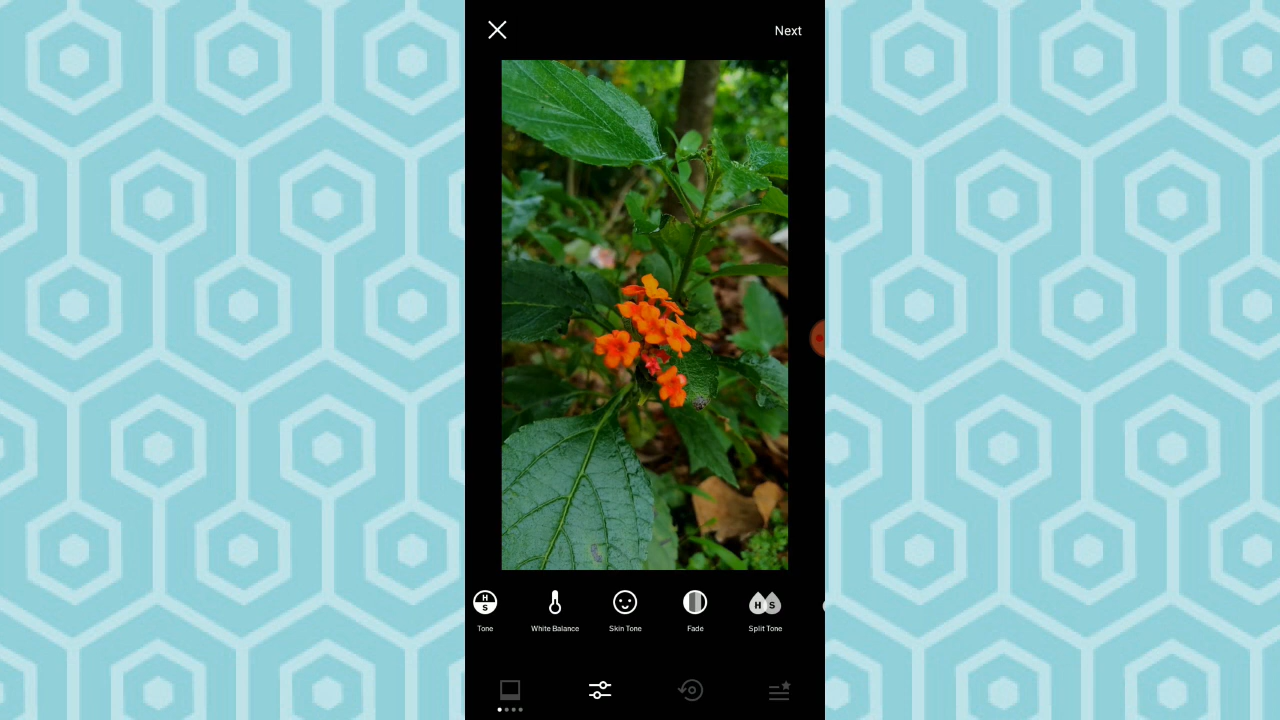 Next
H
S
H S
Tone
White Balance
Skin Tone
Fade
Split Tone